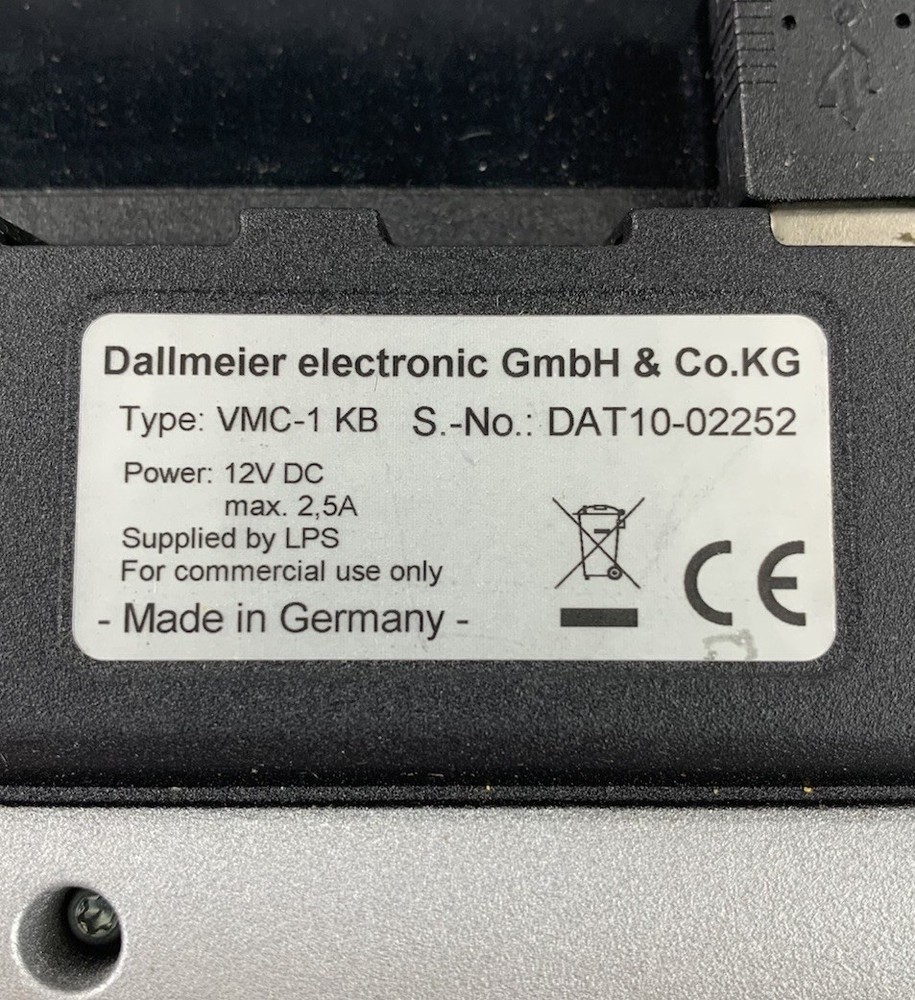 Dallmeier electronic GmbH & Co.KG
Type: VMC-1 KB S.-No.: DAT10-02252
Power: 12V DC
max. 2,5A
Supplied by LPS
For commercial use only
- Made in Germany -
CE